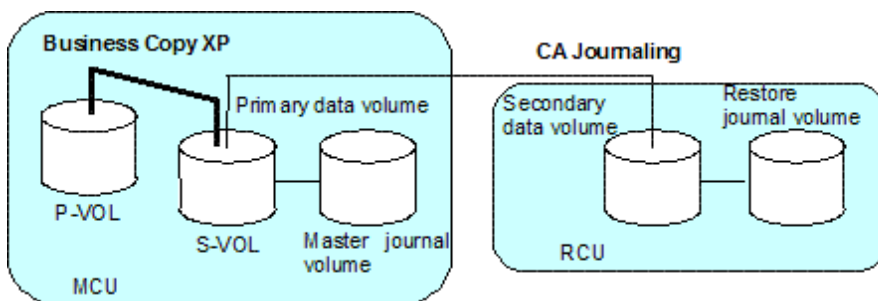 Business Copy XP
CA Journaling
Primary data volume
Secondary
data volume
Restore
journal volume
P-VOL
S-VOL
Master journal
volume
RCU
MCU